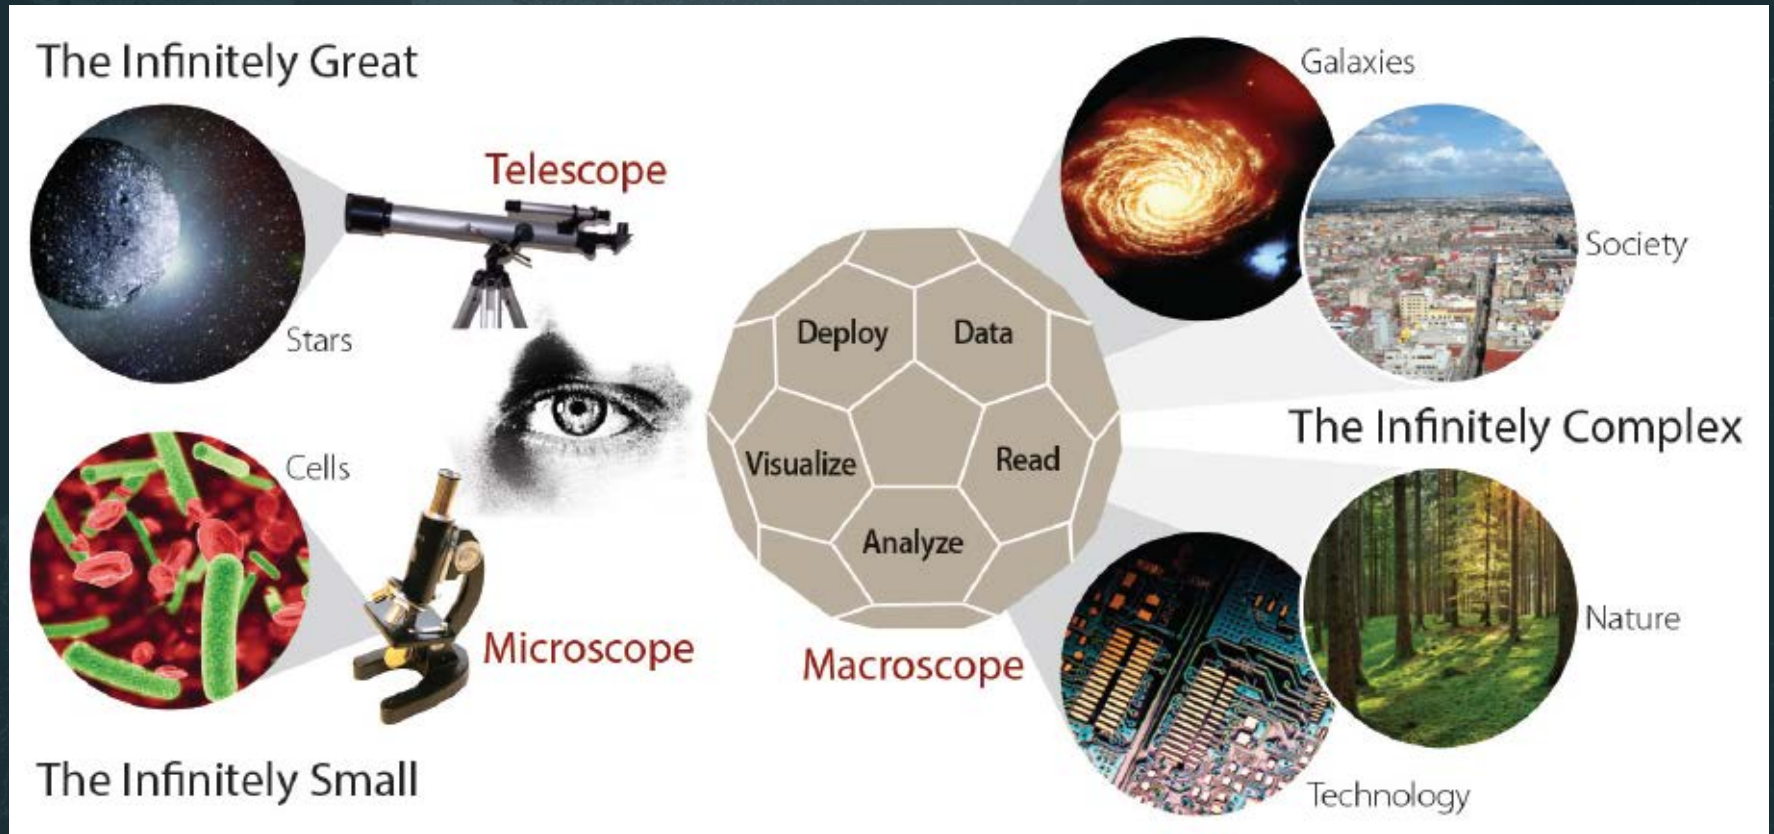 The Infinitely Great
Telescope
Stars
Cells
Microscope
The Infinitely Small
Deploy
Data
Visualize
Read
Analyze
Macroscope
Galaxies
Society
The Infinitely Complex
Nature
Technology